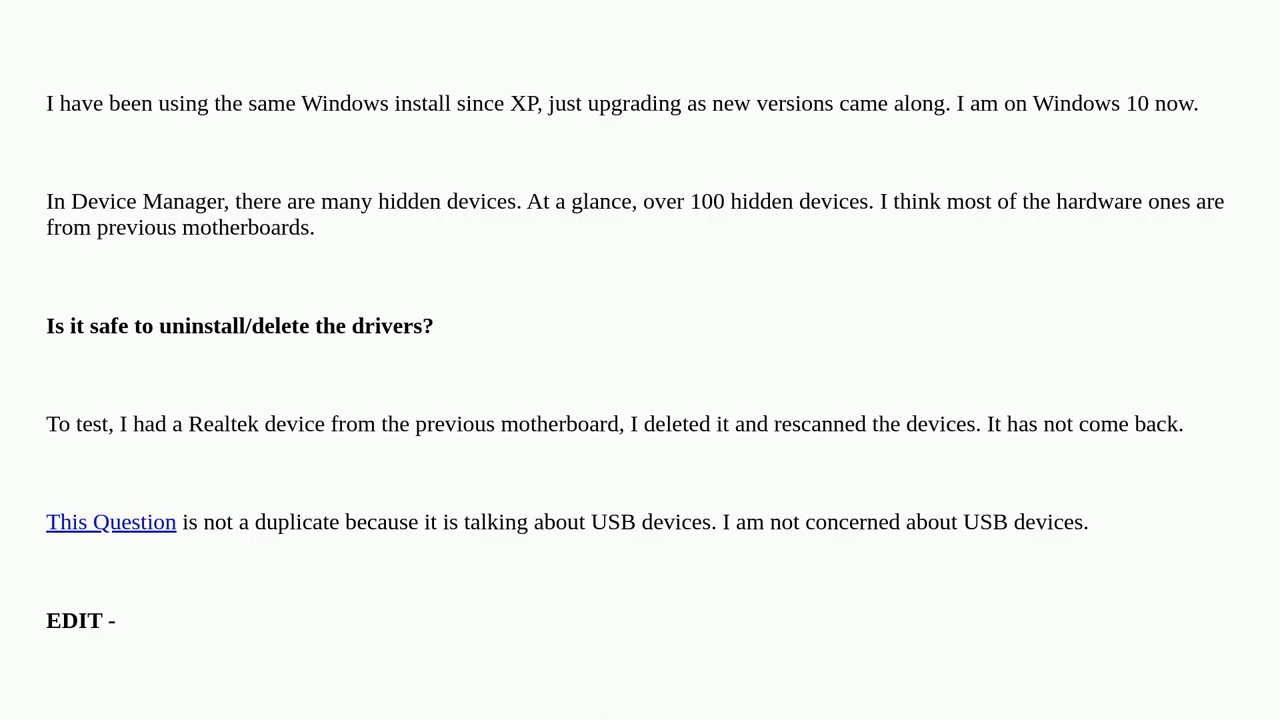 I have been using the same Windows install since XP, just upgrading as new versions came along. I am on Windows 10 now.
In Device Manager, there are many hidden devices. At a glance, over 100 hidden devices. I think most of the hardware ones are
from previous motherboards.
Is it safe to uninstall/delete the drivers?
To test, I had a Realtek device from the previous motherboard, I deleted it and rescanned the devices. It has not come back.
This Question is not a duplicate because it is talking about USB devices. I am not concerned about USB devices.
EDIT -